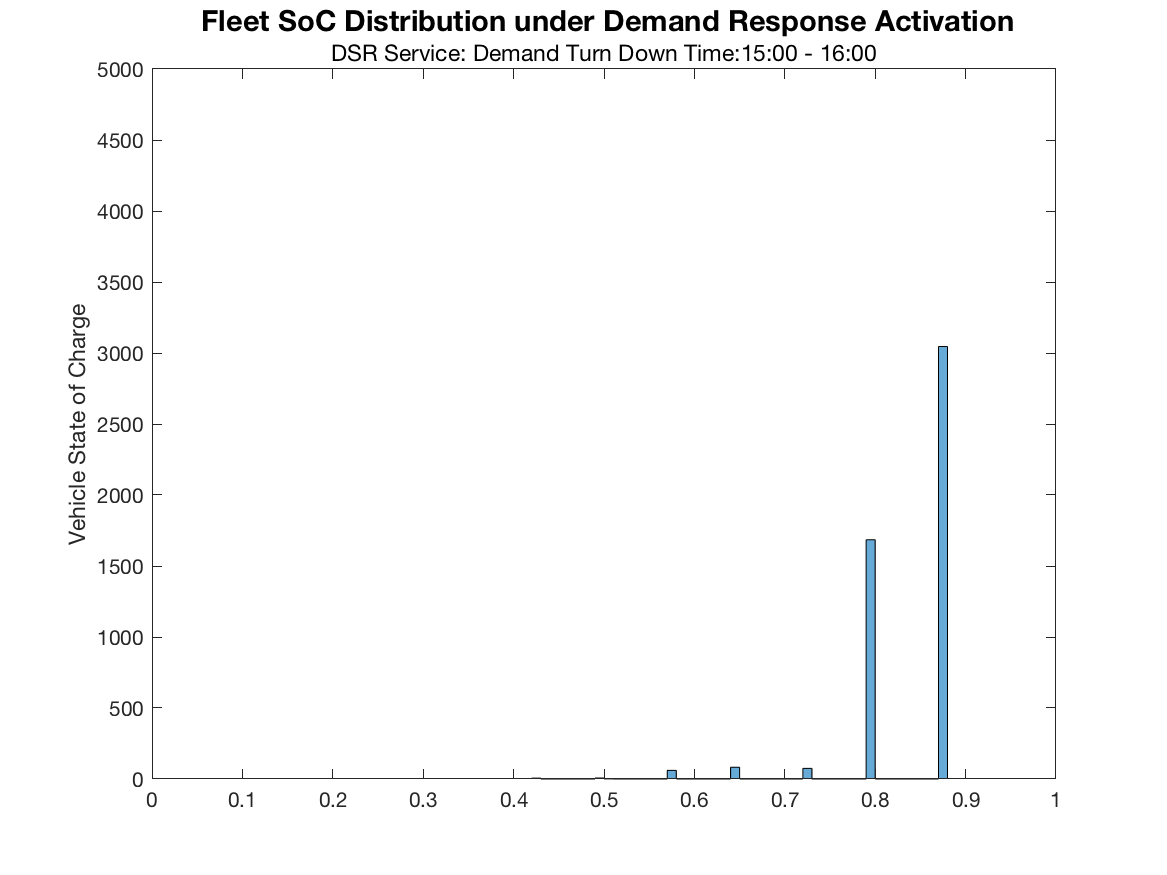 Fleet SoC Distribution under Demand Response Activation
DSR Service: Demand Turn Down Time:15:00 - 16:00
5000
4500
4000
3500
3000
2500
2000
1500
1000
500
0
Vehicle State of Charge
0 0.1 0.2 0.3 0.4 0.5 0.6 0.7 0.8 0.9 1